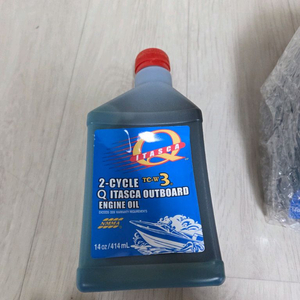 Q
ITASCA
2-CYCLE TC-W3
Q ITASCA OUTBOARD
ENGINE OIL
14 oz/414 mL